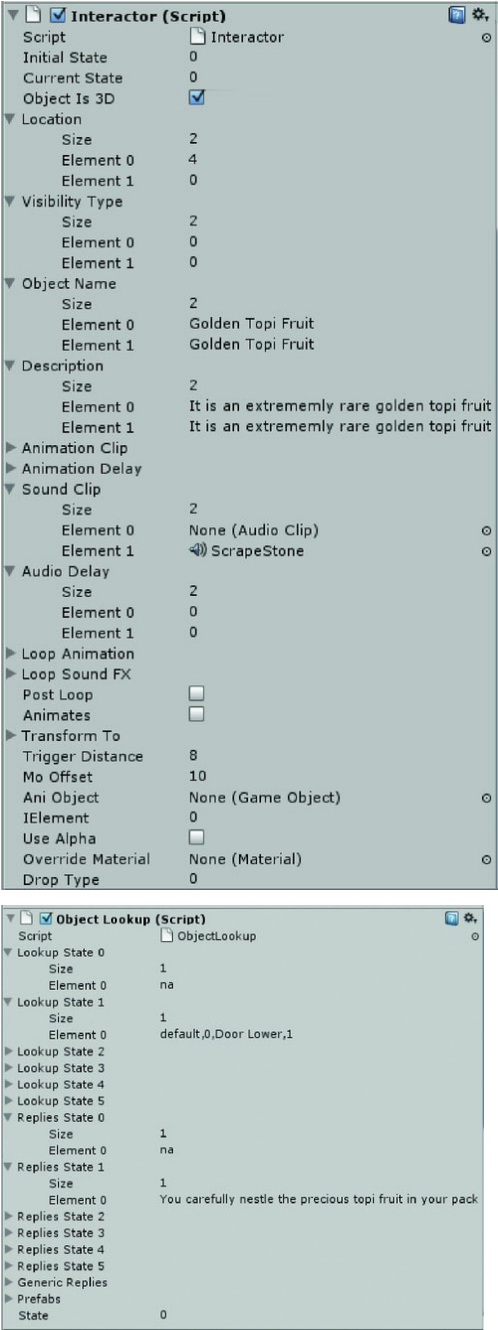 Interactor (Script)
Script Interactor
Initial State 0
Current State 0
Object Is 3D
Location
Size 2
Element 0 4
Element 1 0
Visibility Type
Size 2
Element 0 0
Element 1 0
Object Name
Size 2
Element 0 Golden Topi Fruit
Element 1 Golden Topi Fruit
Description
Size 2
Element 0 It is an extrememly rare golden topi fruit
Element 1 It is an extrememly rare golden topi fruit
Animation Clip
Animation Delay
Sound Clip
Size 2
Element 0 None (Audio Clip)
Element 1 ScrapeStone
Audio Delay
Size 2
Element 0 0
Element 1 0
Loop Animation
Loop Sound FX
Post Loop
Animates
Transform To
Trigger Distance 8
Mo Offset 10
Ani Object None (Game Object)
IElement 0
Use Alpha
Override Material None (Material)
Drop Type 0
Object Lookup (Script)
Script ObjectLookup
Lookup State 0
Size 1
Element 0 na
Lookup State 1
Size 1
Element 0 default,0,Door Lower,1
Lookup State 2
Lookup State 3
Lookup State 4
Lookup State 5
Replies State 0
Size 1
Element 0 na
Replies State 1
Size 1
Element 0 You carefully nestle the precious topi fruit in your pack
Replies State 2
Replies State 3
Replies State 4
Replies State 5
Generic Replies
Prefabs
State 0